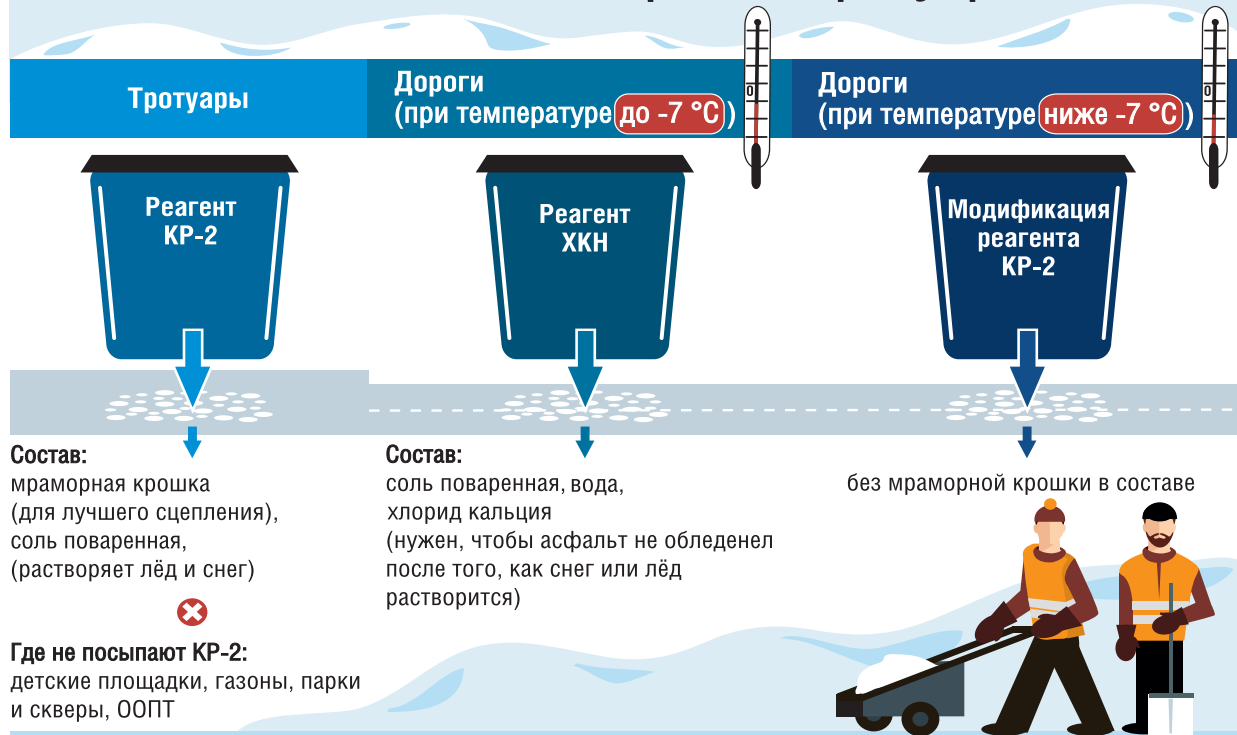 Тротуары
Дороги
(при температуре до -7 °C)
Дороги
(при температуре ниже -7 °C)
0
0
Реагент
КР-2
Реагент
ХКН
Модификация
реагента
КР-2
Состав:
мраморная крошка
(для лучшего сцепления),
соль поваренная,
(растворяет лёд и снег)
Где не посыпают КР-2:
детские площадки, газоны, парки
и скверы, ООПТ
Состав:
соль поваренная, вода,
хлорид кальция
(нужен, чтобы асфальт не обледенел
после того, как снег или лёд
растворится)
без мраморной крошки в составе